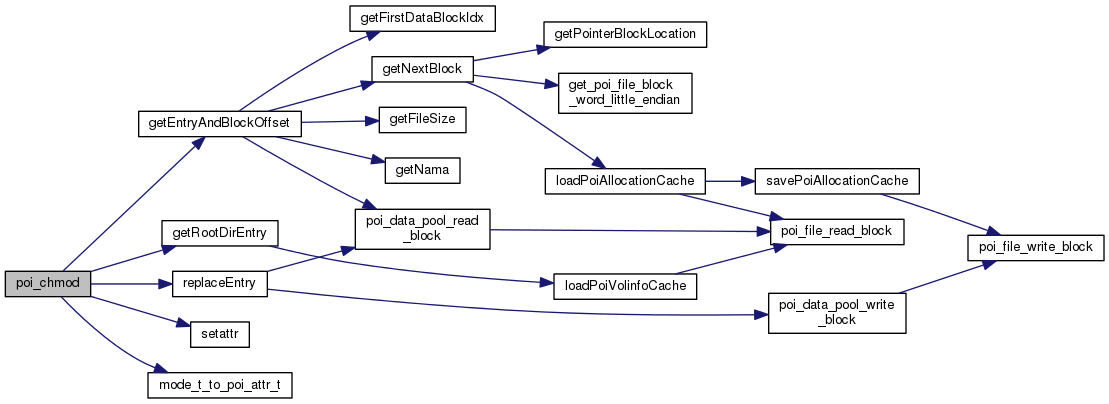 getFirstDataBlockIdx
getPointerBlockLocation
getNextBlock
get_poi_file_block
_word_little_endian
getEntryAndBlockOffset
getFileSize
getNama
loadPoiAllocationCache
savePoiAllocationCache
poi_data_pool_read
_block
getRootDirEntry
poi_file_read_block
poi_file_write_block
poi_chmod
replaceEntry
loadPoiVolinfoCache
poi_data_pool_write
_block
setattr
mode_t_to_poi_attr_t